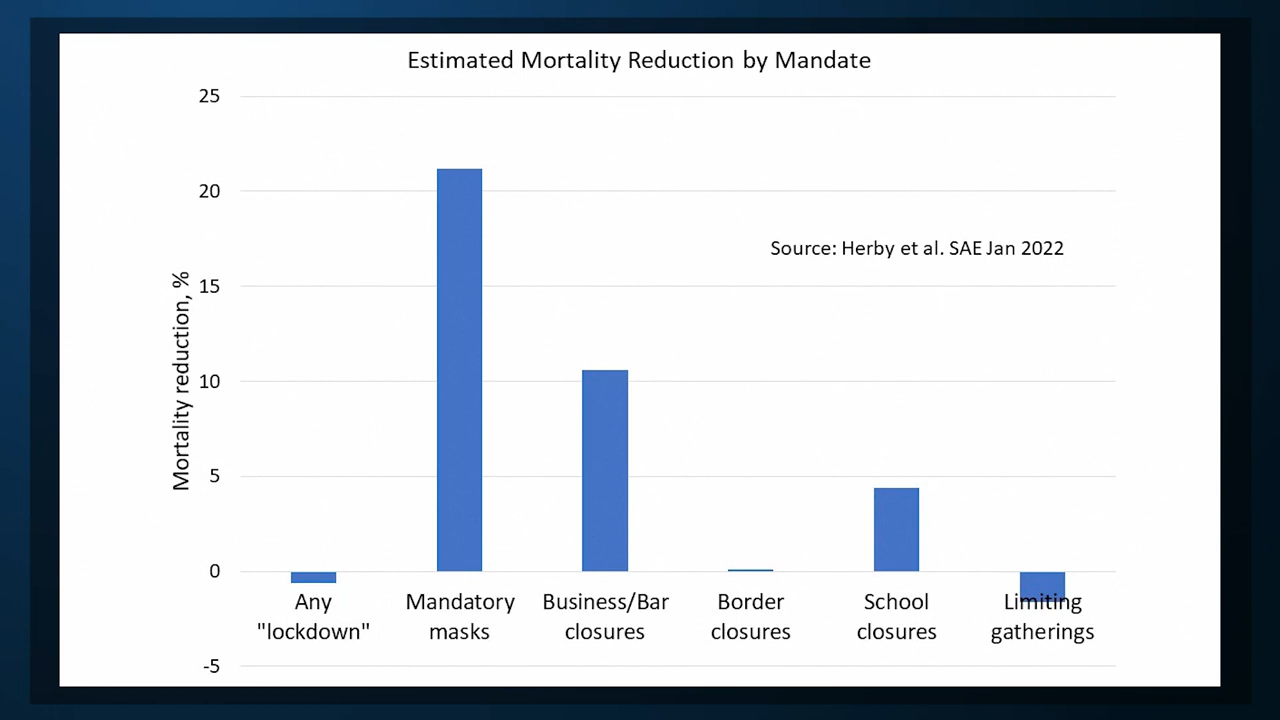 Estimated Mortality Reduction by Mandate
25
20
Source: Herby et al. SAE Jan 2022
15
Mortality reduction, %
10
5
0
Any "lockdown"
Mandatory masks
Business/Bar closures
Border closures
School closures
Limiting gatherings
-5